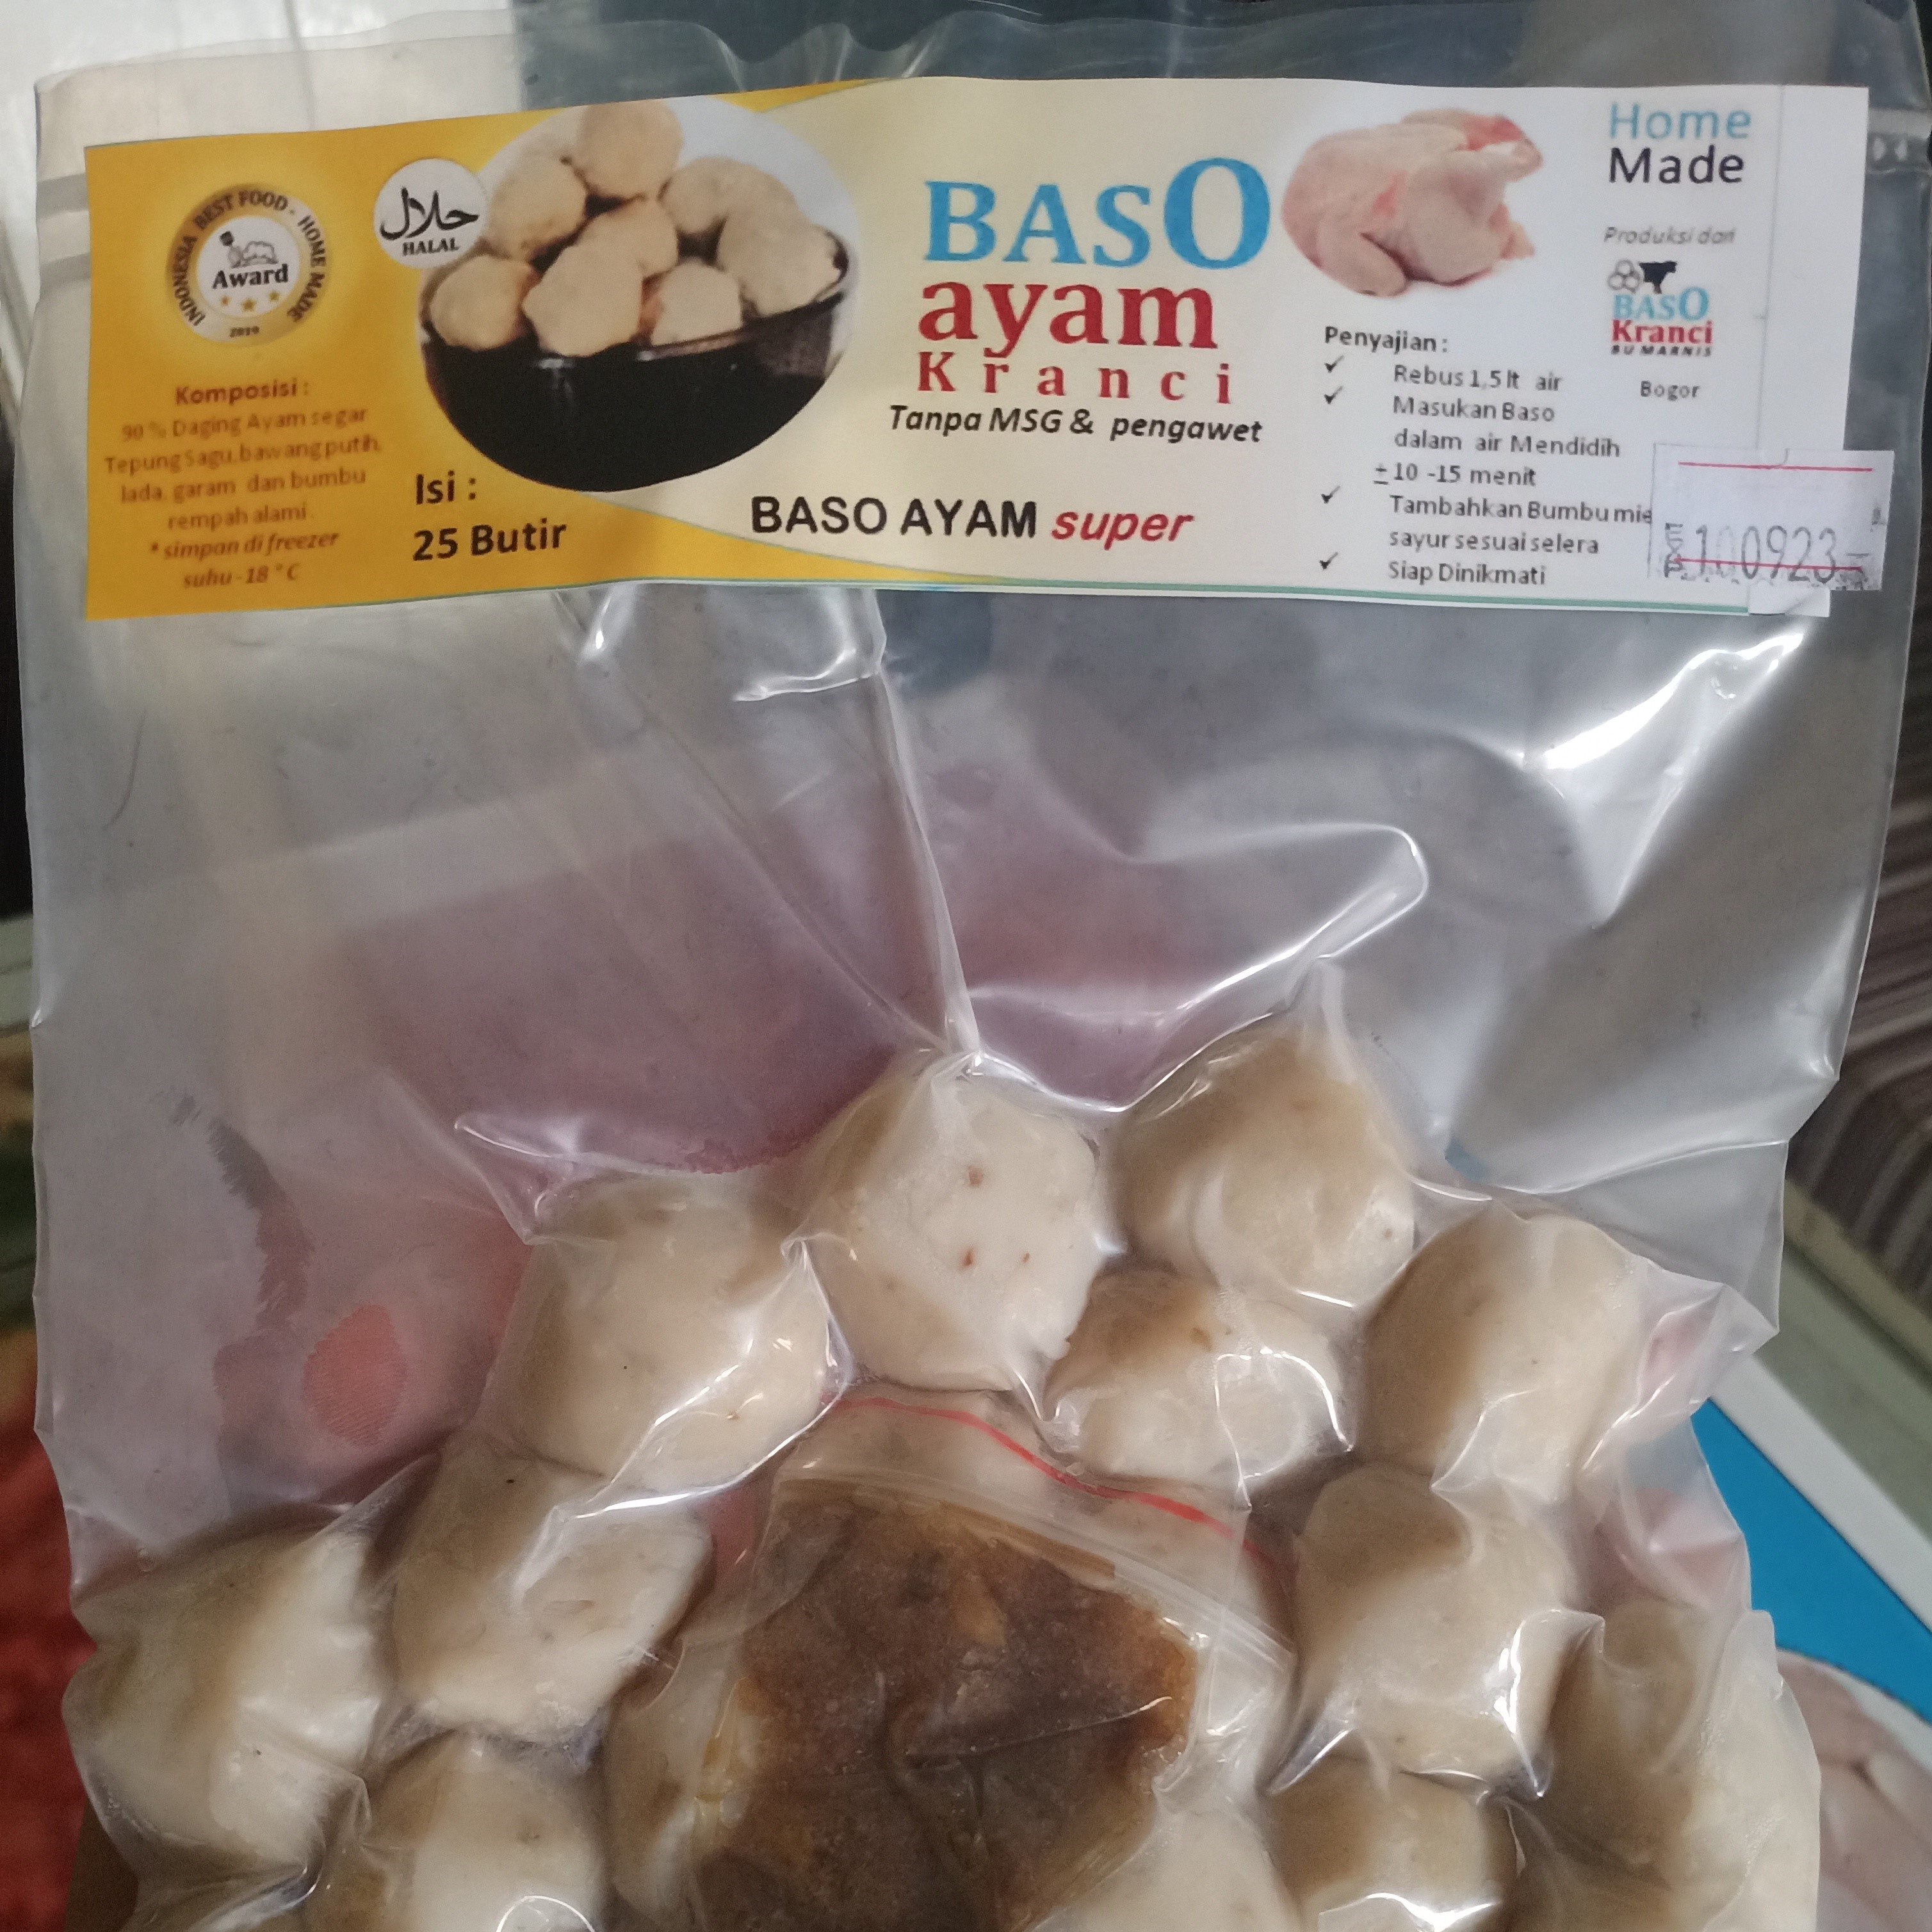 INDONESIA BEST FOOD - HOME MADE
Award
2019
حلال
HALAL
Komposisi :
90 % Daging Ayam segar
Tepung Sagu, bawang putih,
lada, garam dan bumbu
rempah alami.
* simpan di freezer
suhu -18 ° C
Isi :
25 Butir
BASO
ayam
Kranci
Tanpa MSG & pengawet
BASO AYAM super
Penyajian :
✓ Rebus 1,5 lt air
✓ Masukan Baso
dalam air Mendidih
±10 -15 menit
✓ Tambahkan Bumbu mie
sayur sesuai selera
✓ Siap Dinikmati
Home
Made
Produksi dari
BASO
Kranci
BU MARNIS
Bogor
EXP 100923